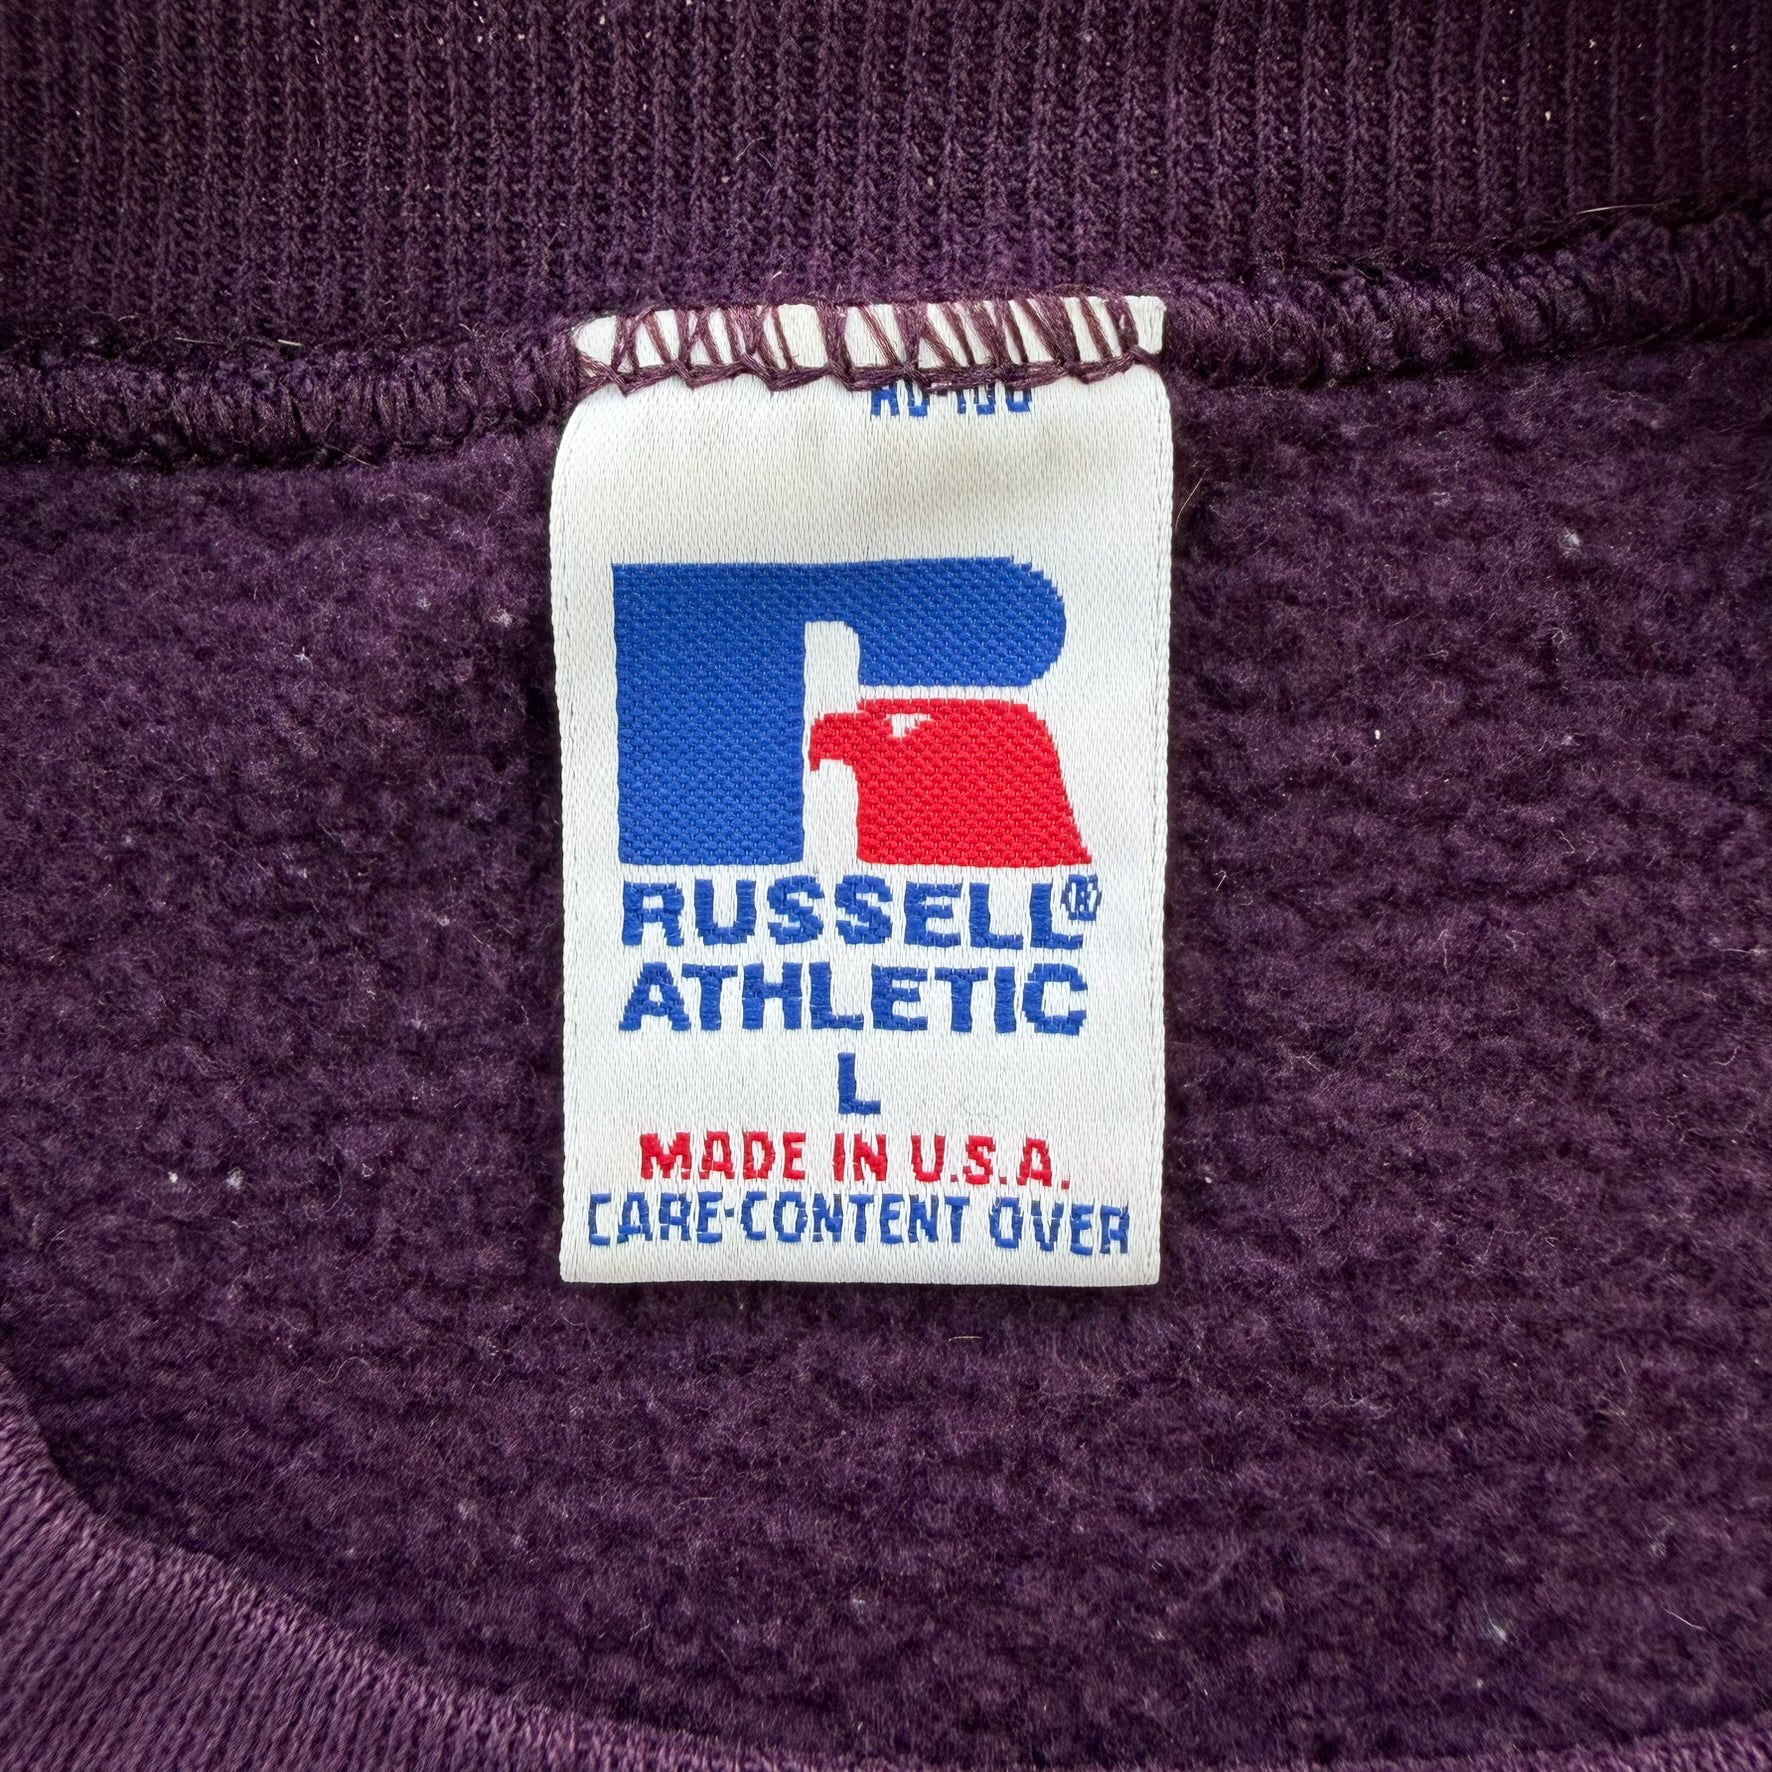 RUSSELL®
ATHLETIC
L
MADE IN U.S.A.
CARE-CONTENT OVER